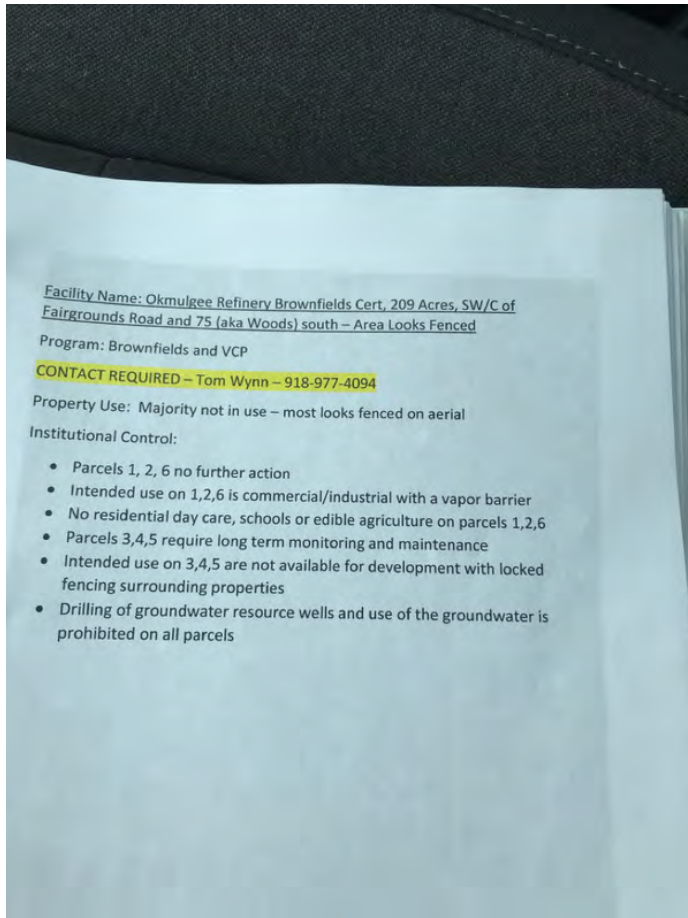 Facility Name: Okmulgee Refinery Brownfields Cert, 209 Acres, SW/C of
Fairgrounds Road and 75 (aka Woods) south – Area Looks Fenced
Program: Brownfields and VCP
CONTACT REQUIRED – Tom Wynn – 918-977-4094
Property Use: Majority not in use – most looks fenced on aerial
Institutional Control:
• Parcels 1, 2, 6 no further action
• Intended use on 1,2,6 is commercial/industrial with a vapor barrier
• No residential day care, schools or edible agriculture on parcels 1,2,6
• Parcels 3,4,5 require long term monitoring and maintenance
• Intended use on 3,4,5 are not available for development with locked
fencing surrounding properties
• Drilling of groundwater resource wells and use of the groundwater is
prohibited on all parcels